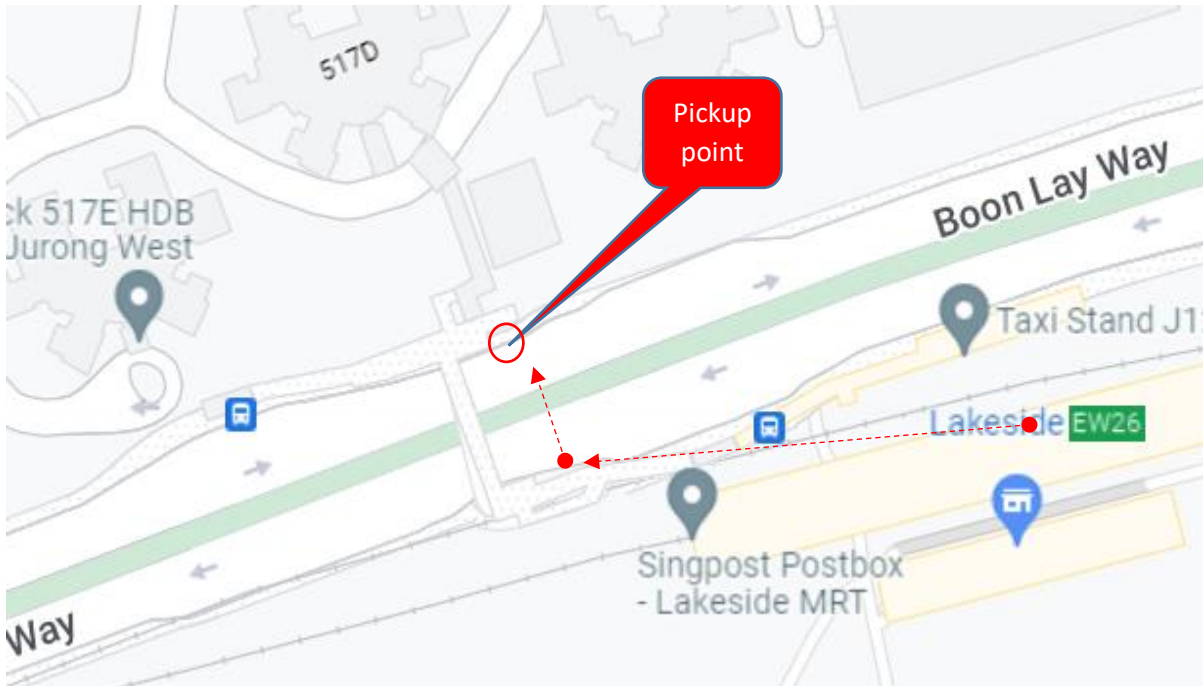 517D
Pickup
point
Boon Lay Way
ck 517E HDB
Jurong West
Taxi Stand J1
Lakeside EW26
Singpost Postbox
- Lakeside MRT
Way